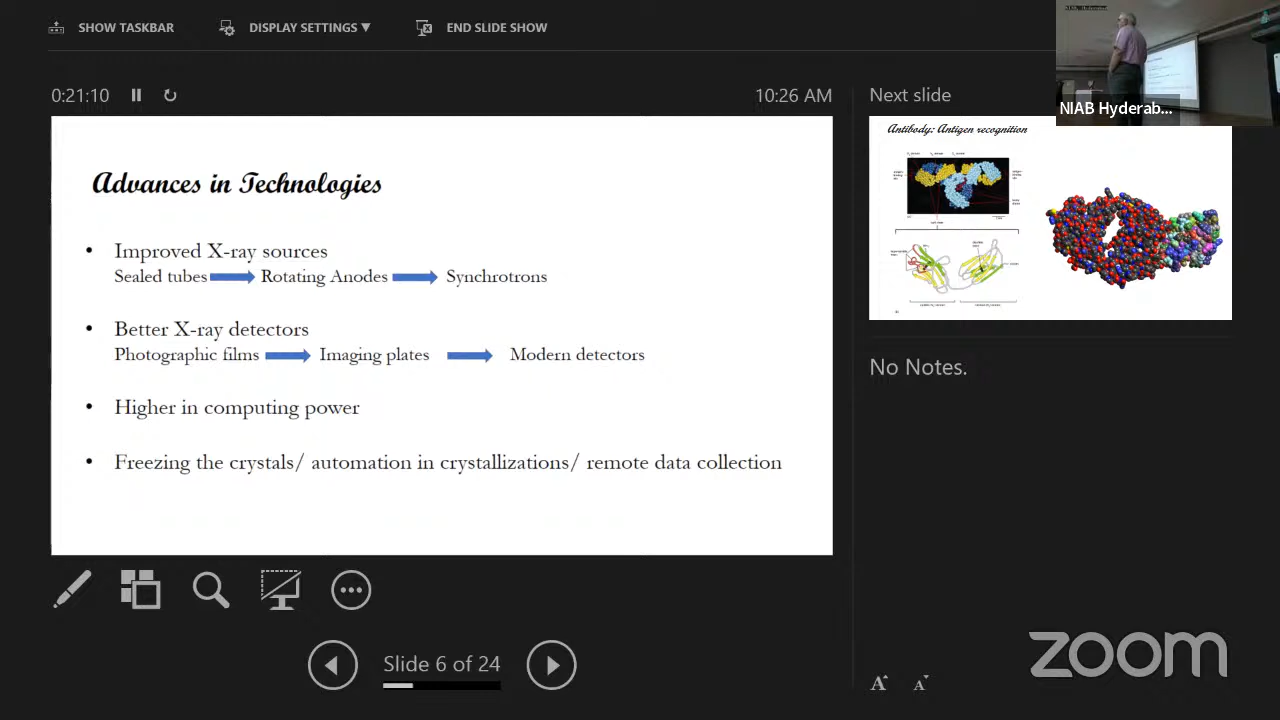 SHOW TASKBAR
DISPLAY SETTINGS ▼
END SLIDE SHOW
NIAB Hyderab...
0:21:10
10:26 AM
Next slide
Advances in Technologies
• Improved X-ray sources
Sealed tubes Rotating Anodes Synchrotrons
• Better X-ray detectors
Photographic films Imaging plates Modern detectors
• Higher in computing power
• Freezing the crystals/ automation in crystallizations/ remote data collection
Antibody: Antigen recognition
No Notes.
Slide 6 of 24
A A
zoom